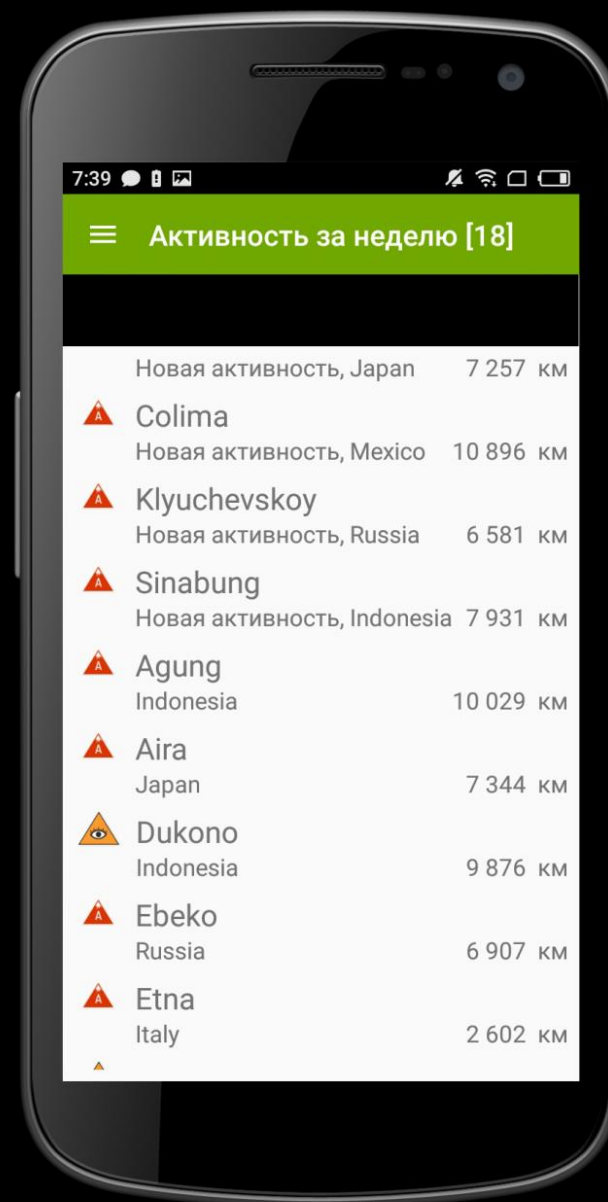 7:39
Активность за неделю [18]
Новая активность, Japan 7 257 км
A Colima
Новая активность, Mexico 10 896 км
A Klyuchevskoy
Новая активность, Russia 6 581 км
A Sinabung
Новая активность, Indonesia 7 931 км
A Agung
Indonesia 10 029 км
A Aira
Japan 7 344 км
Dukono
Indonesia 9 876 км
A Ebeko
Russia 6 907 км
A Etna
Italy 2 602 км